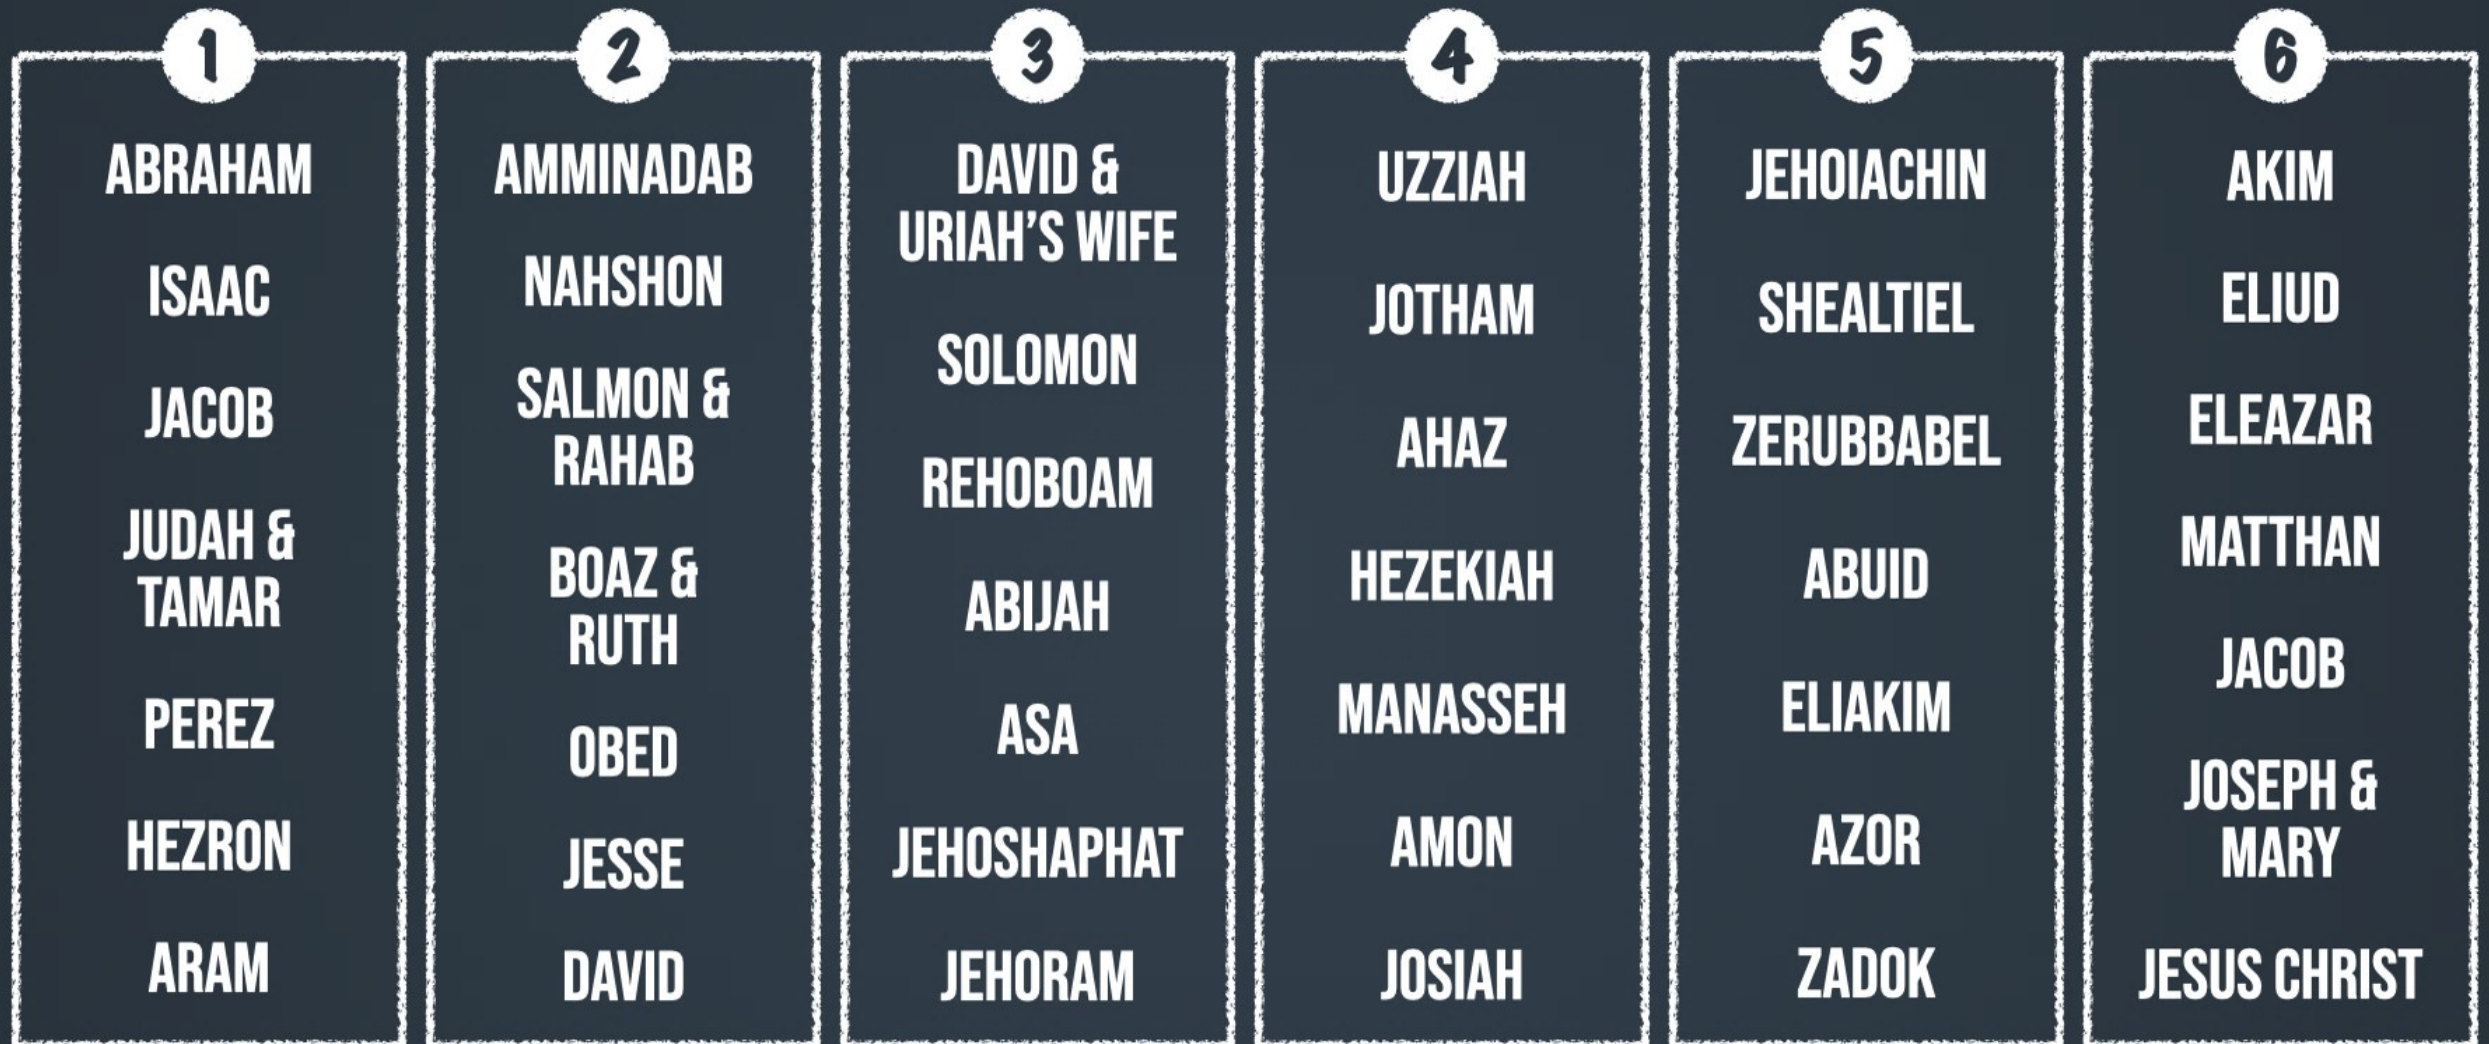 1
ABRAHAM
ISAAC
JACOB
JUDAH &
TAMAR
PEREZ
HEZRON
ARAM
2
AMMINADAB
NAHSHON
SALMON &
RAHAB
BOAZ &
RUTH
OBED
JESSE
DAVID
3
DAVID &
URIAH'S WIFE
SOLOMON
REHOBOAM
ABIJAH
ASA
JEHOSHAPHAT
JEHORAM
4
UZZIAH
JOTHAM
AHAZ
HEZEKIAH
MANASSEH
AMON
JOSIAH
5
JEHOIACHIN
SHEALTIEL
ZERUBBABEL
ABUID
ELIAKIM
AZOR
ZADOK
6
AKIM
ELIUD
ELEAZAR
MATTHAN
JACOB
JOSEPH &
MARY
JESUS CHRIST